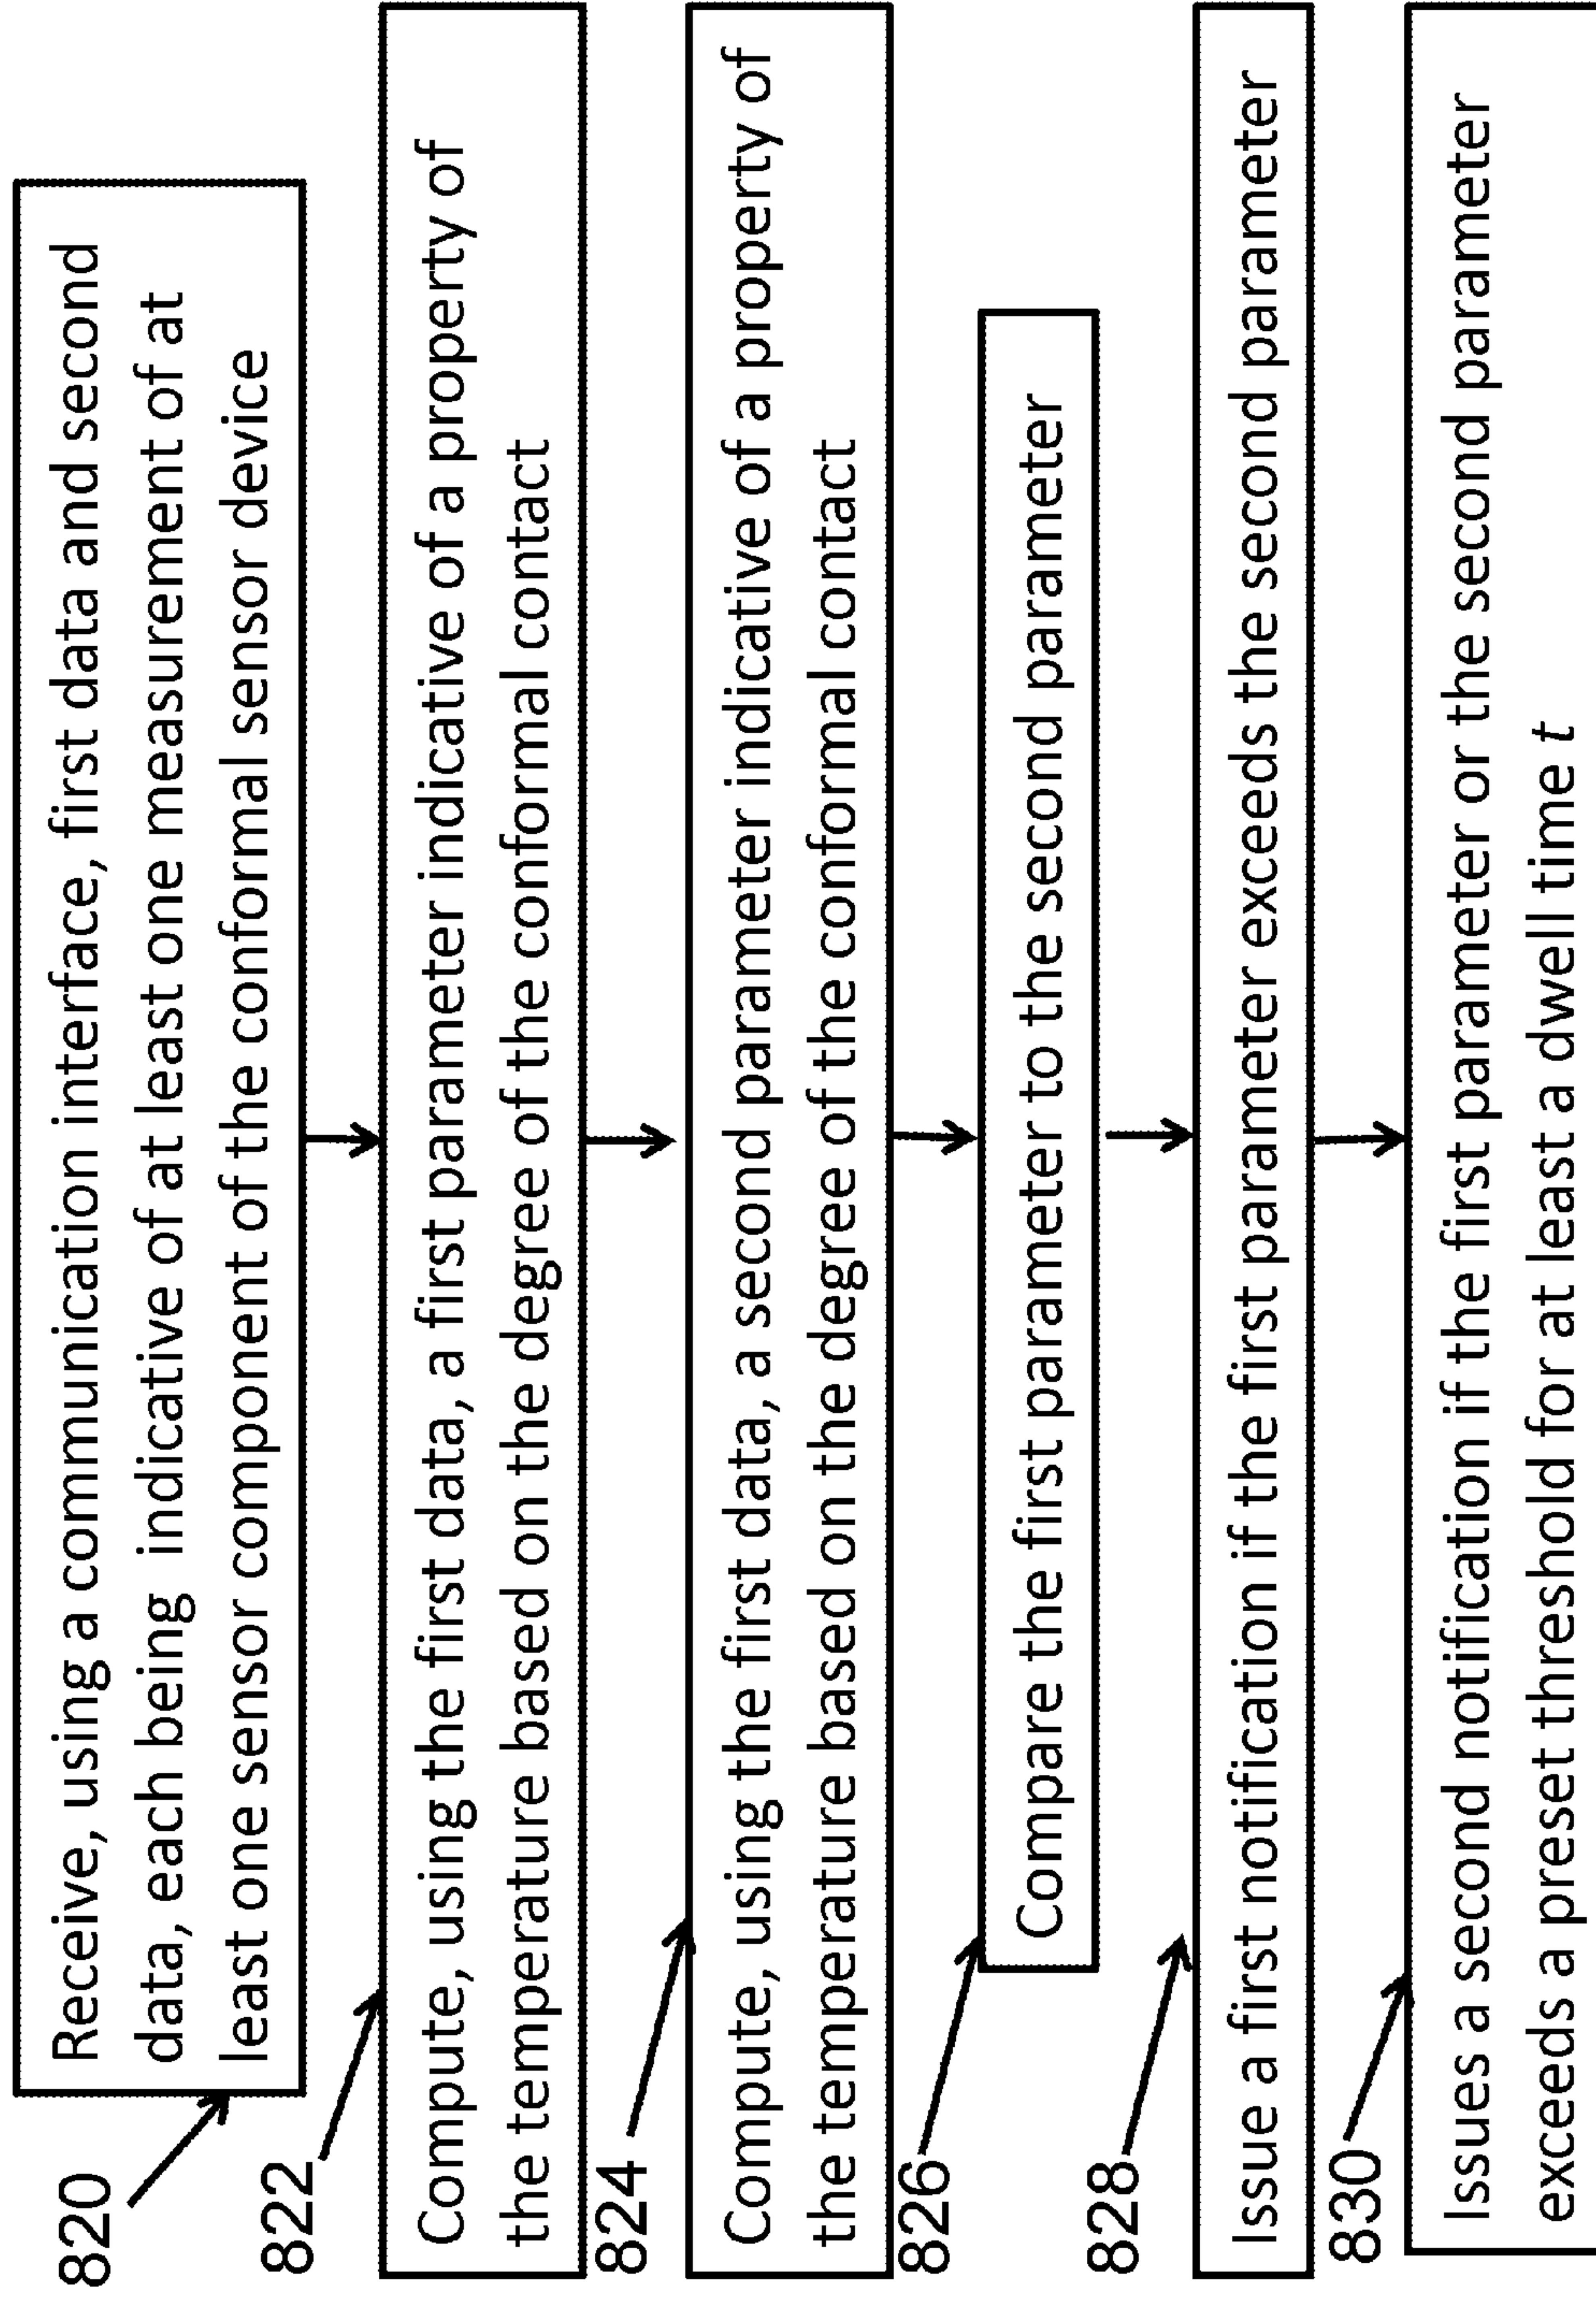 820
Receive, using a communication interface, first data and second
data, each being indicative of at least one measurement of at
least one sensor component of the conformal sensor device
822
Compute, using the first data, a first parameter indicative of a property of
the temperature based on the degree of the conformal contact
824
Compute, using the first data, a second parameter indicative of a property of
the temperature based on the degree of the conformal contact
826
Compare the first parameter to the second parameter
828
Issue a first notification if the first parameter exceeds the second parameter
830
Issues a second notification if the first parameter or the second parameter
exceeds a preset threshold for at least a dwell time t